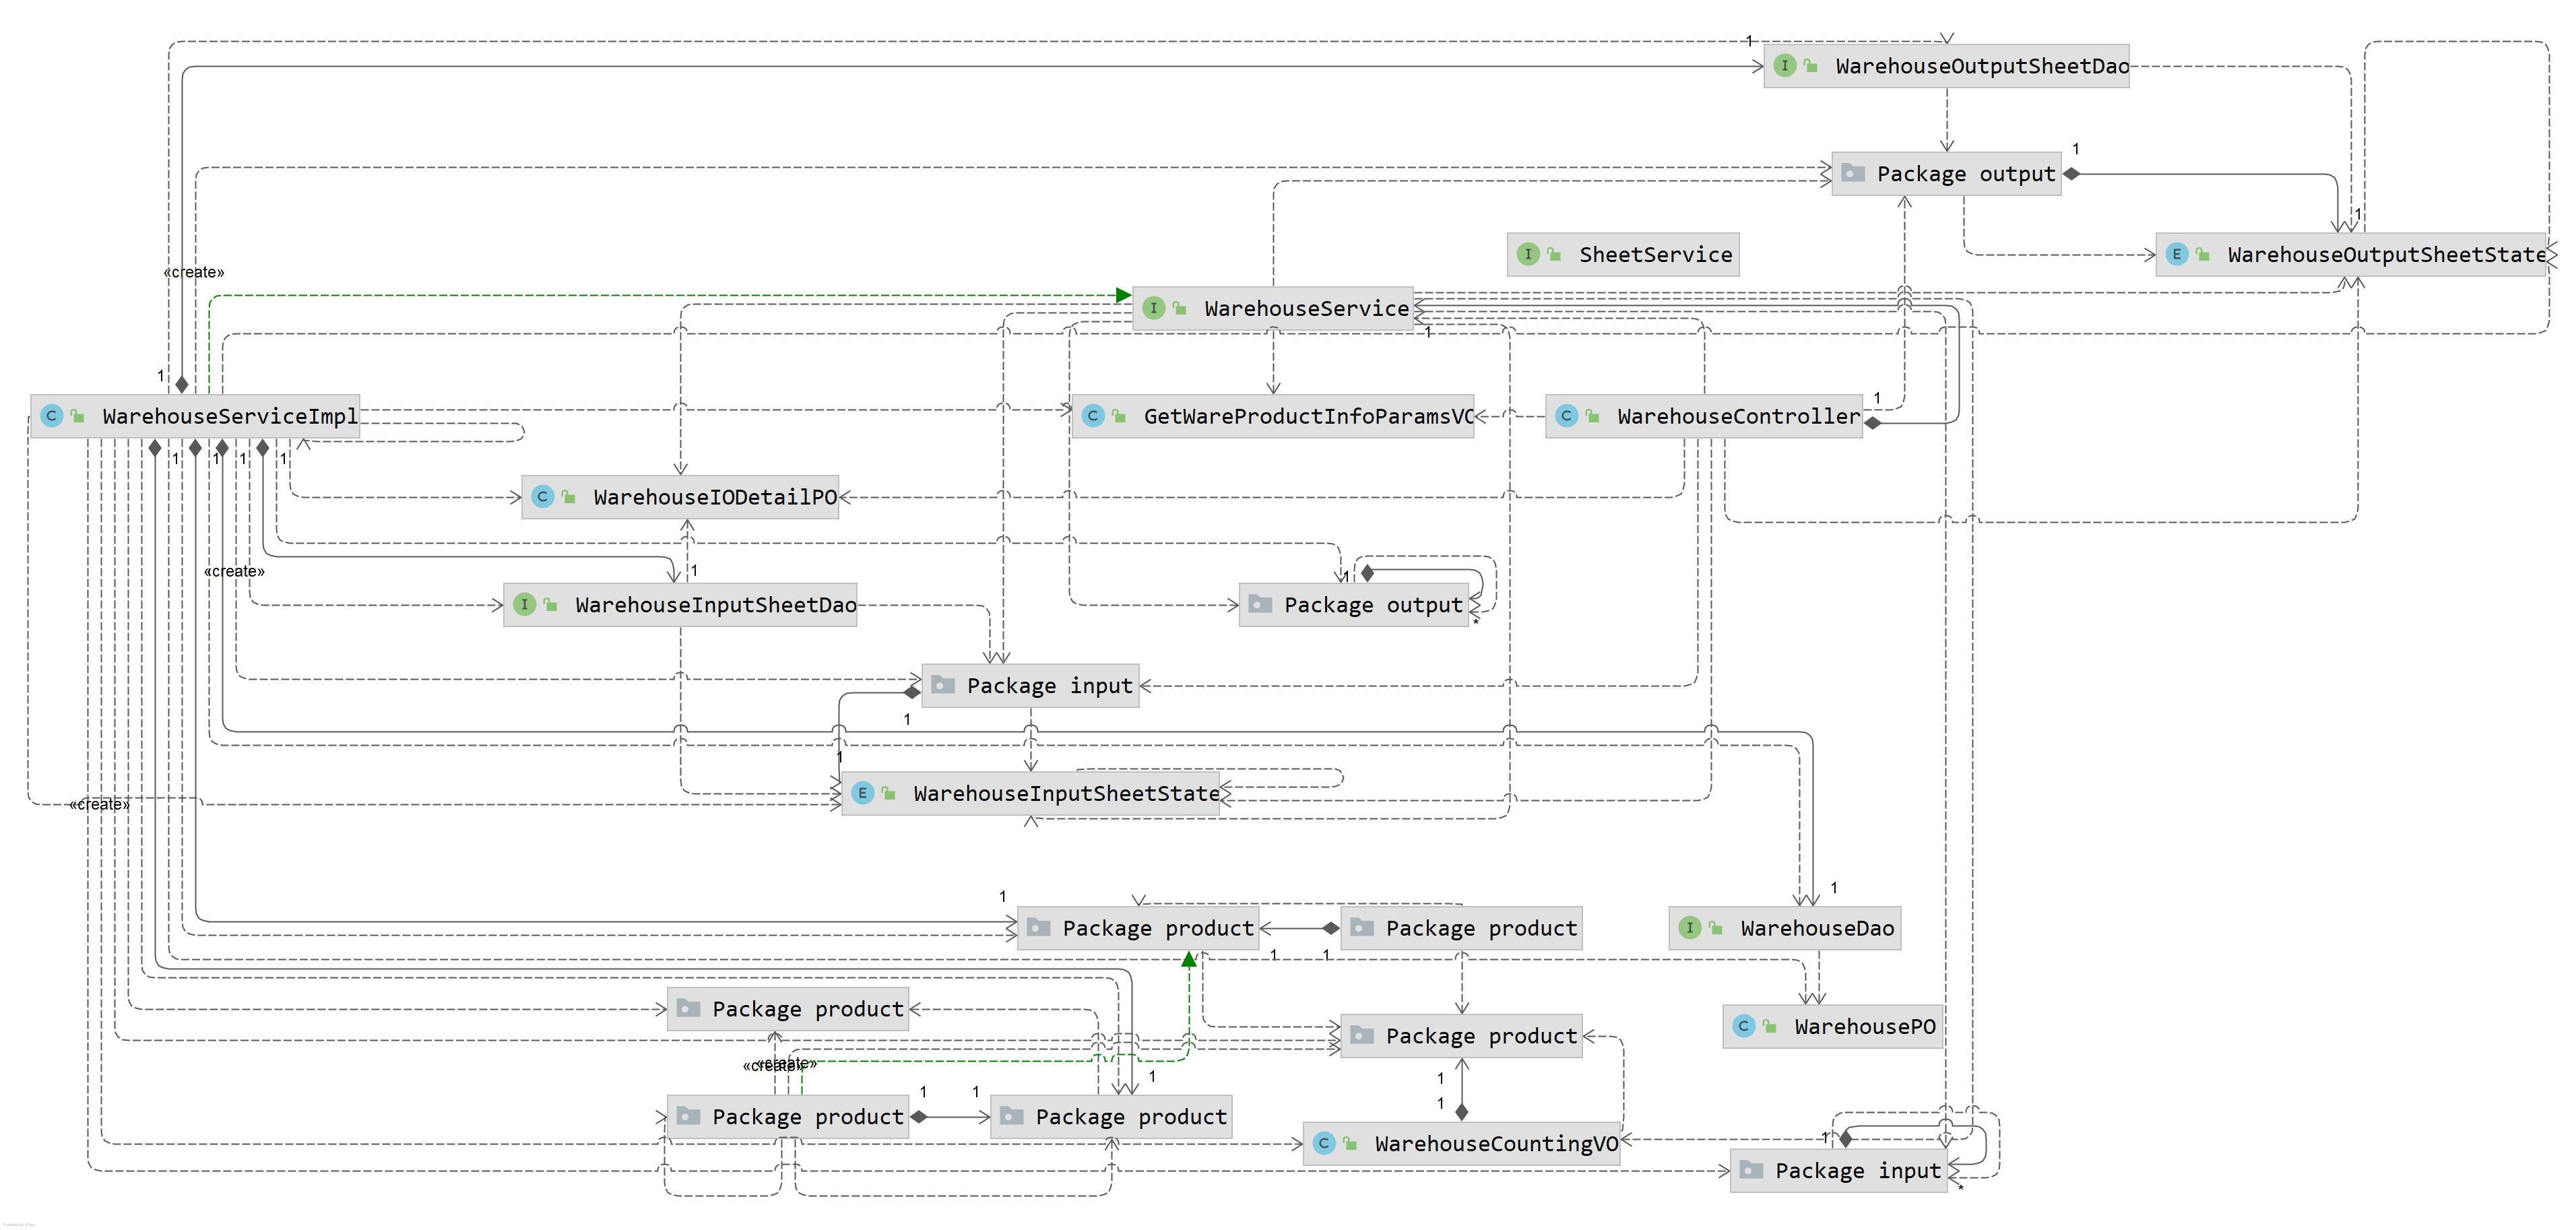 1
I WarehouseOutputSheetDao
Package output
1
1
E WarehouseOutputSheetState
I SheetService
«create»
I WarehouseService
1
1
1
C WarehouseServiceImpl
C GetWareProductInfoParamsVO
C WarehouseController
1
1
1
1
C WarehouseIODetailPO
«create»
1
1
I WarehouseInputSheetDao
Package output
*
Package input
1
1
E WarehouseInputSheetState
«create»
1
1
Package product
Package product
I WarehouseDao
1
1
Package product
C WarehousePO
Package product
«create»
«create»
1
1
1
1
1
Package product
Package product
C WarehouseCountingVO
1
Package input
*